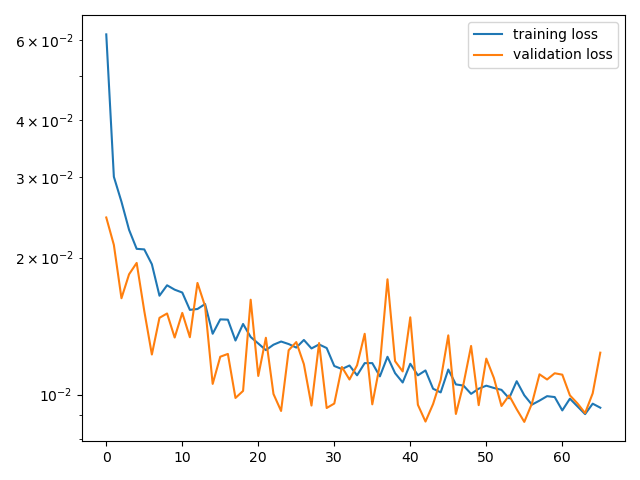 training loss
validation loss
6 × 10⁻²
4 × 10⁻²
3 × 10⁻²
2 × 10⁻²
10⁻²
0 10 20 30 40 50 60